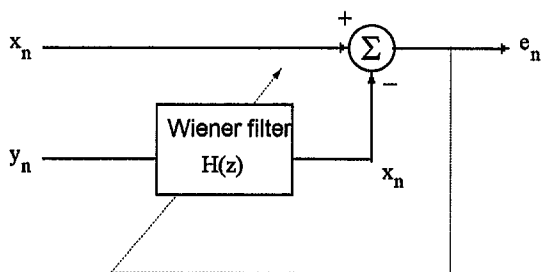 +
x_n
Σ
e_n
−
Wiener filter
y_n
H(z)
x_n